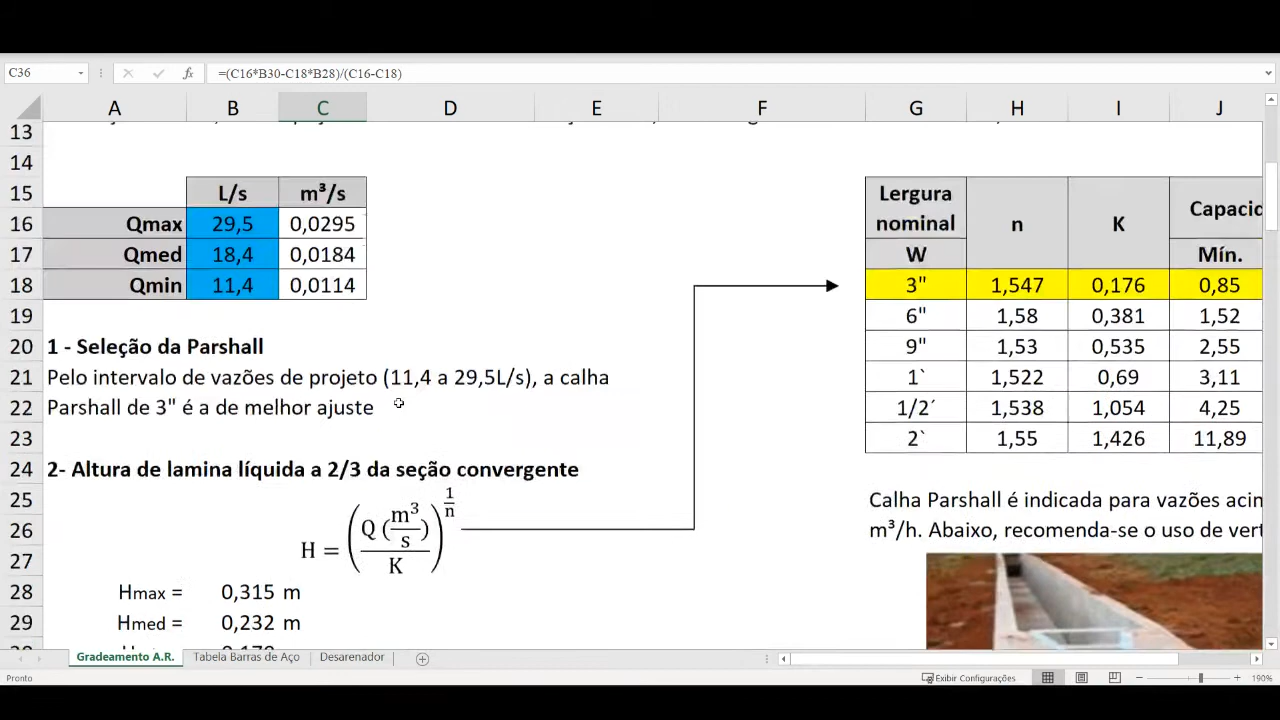 C36
=(C16*B30-C18*B28)/(C16-C18)
A B C D E F G H I J
13
14
15 L/s m³/s Lergura nominal n K Capacid
16 Qmax 29,5 0,0295
17 Qmed 18,4 0,0184 W Mín.
18 Qmin 11,4 0,0114 3" 1,547 0,176 0,85
19 6" 1,58 0,381 1,52
20 1 - Seleção da Parshall 9" 1,53 0,535 2,55
21 Pelo intervalo de vazões de projeto (11,4 a 29,5L/s), a calha 1` 1,522 0,69 3,11
22 Parshall de 3" é a de melhor ajuste 1/2´ 1,538 1,054 4,25
23 2` 1,55 1,426 11,89
24 2- Altura de lamina líquida a 2/3 da seção convergente
25 Calha Parshall é indicada para vazões acin
26 H = (Q (m³/s) / K)^(1/n) m³/h. Abaixo, recomenda-se o uso de vert
27
28 Hmax = 0,315 m
29 Hmed = 0,232 m
Gradeamento A.R. Tabela Barras de Aço Desarenador
Pronto Exibir Configurações 190%